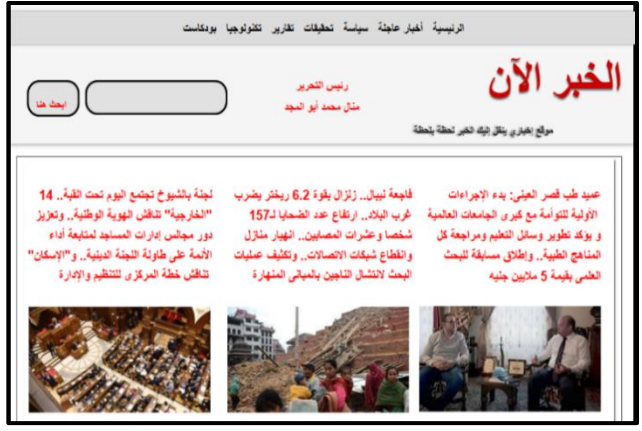 الرئيسية أخبار عاجلة سياسة تحقيقات تقارير تكنولوجيا بودكاست
الخبر الآن
موقع إخباري ينقل إليك الخبر لحظة بلحظة
رئيس التحرير
منال محمد أبو المجد
ابحث هنا
عميد طب قصر العينى: بدء الإجراءات
الأولية للتوأمة مع كبرى الجامعات العالمية
و يؤكد تطوير وسائل التعليم ومراجعة كل
المناهج الطبية.. وإطلاق مسابقة للبحث
العلمى بقيمة 5 ملايين جنيه
فاجعة نيبال.. زلزال بقوة 6.2 ريختر يضرب
غرب البلاد.. ارتفاع عدد الضحايا لـ157
شخصا وعشرات المصابين.. انهيار منازل
وانقطاع شبكات الاتصالات.. وتكثيف عمليات
البحث لانتشال الناجين بالمبانى المنهارة
لجنة بالشيوخ تجتمع اليوم تحت القبة.. 14
"الخارجية" تناقش الهوية الوطنية.. وتعزيز
دور مجالس إدارات المساجد لمتابعة أداء
الأئمة على طاولة اللجنة الدينية.. و"الإسكان"
تناقش خطة المركزى للتنظيم والإدارة